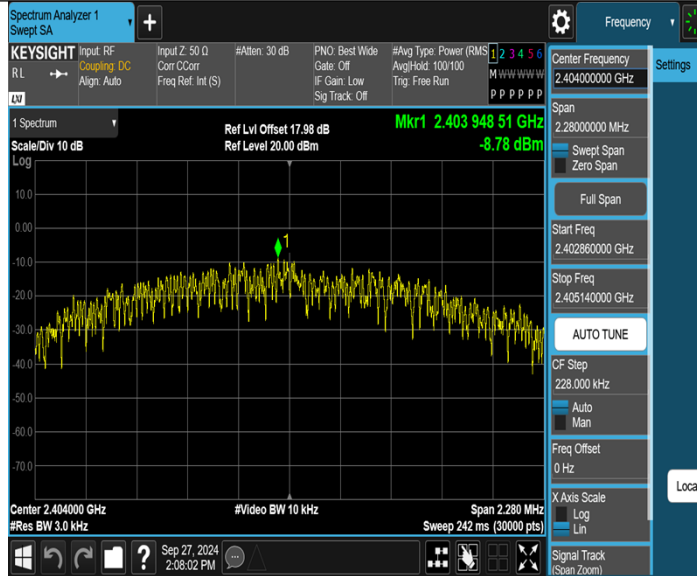 Spectrum Analyzer 1
Swept SA
Frequency
KEYSIGHT
RL
LXI
Input: RF
Coupling: DC
Align: Auto
Input Z: 50 Ω
Corr CCorr
Freq Ref: Int (S)
#Atten: 30 dB
PNO: Best Wide
Gate: Off
IF Gain: Low
Sig Track: Off
#Avg Type: Power (RMS
Avg|Hold: 100/100
Trig: Free Run
1 2 3 4 5 6
M W W W W W
P P P P P P
1 Spectrum
Scale/Div 10 dB
Ref Lvl Offset 17.98 dB
Ref Level 20.00 dBm
Mkr1 2.403 948 51 GHz
-8.78 dBm
Log
10.0
0.00
-10.0
-20.0
-30.0
-40.0
-50.0
-60.0
-70.0
1
Center 2.404000 GHz
#Res BW 3.0 kHz
#Video BW 10 kHz
Span 2.280 MHz
Sweep 242 ms (30000 pts)
Sep 27, 2024
2:08:02 PM
Center Frequency
2.404000000 GHz
Span
2.28000000 MHz
Swept Span
Zero Span
Full Span
Start Freq
2.402860000 GHz
Stop Freq
2.405140000 GHz
AUTO TUNE
CF Step
228.000 kHz
Auto
Man
Freq Offset
0 Hz
X Axis Scale
Log
Lin
Signal Track
(Span Zoom)
Settings
Loca